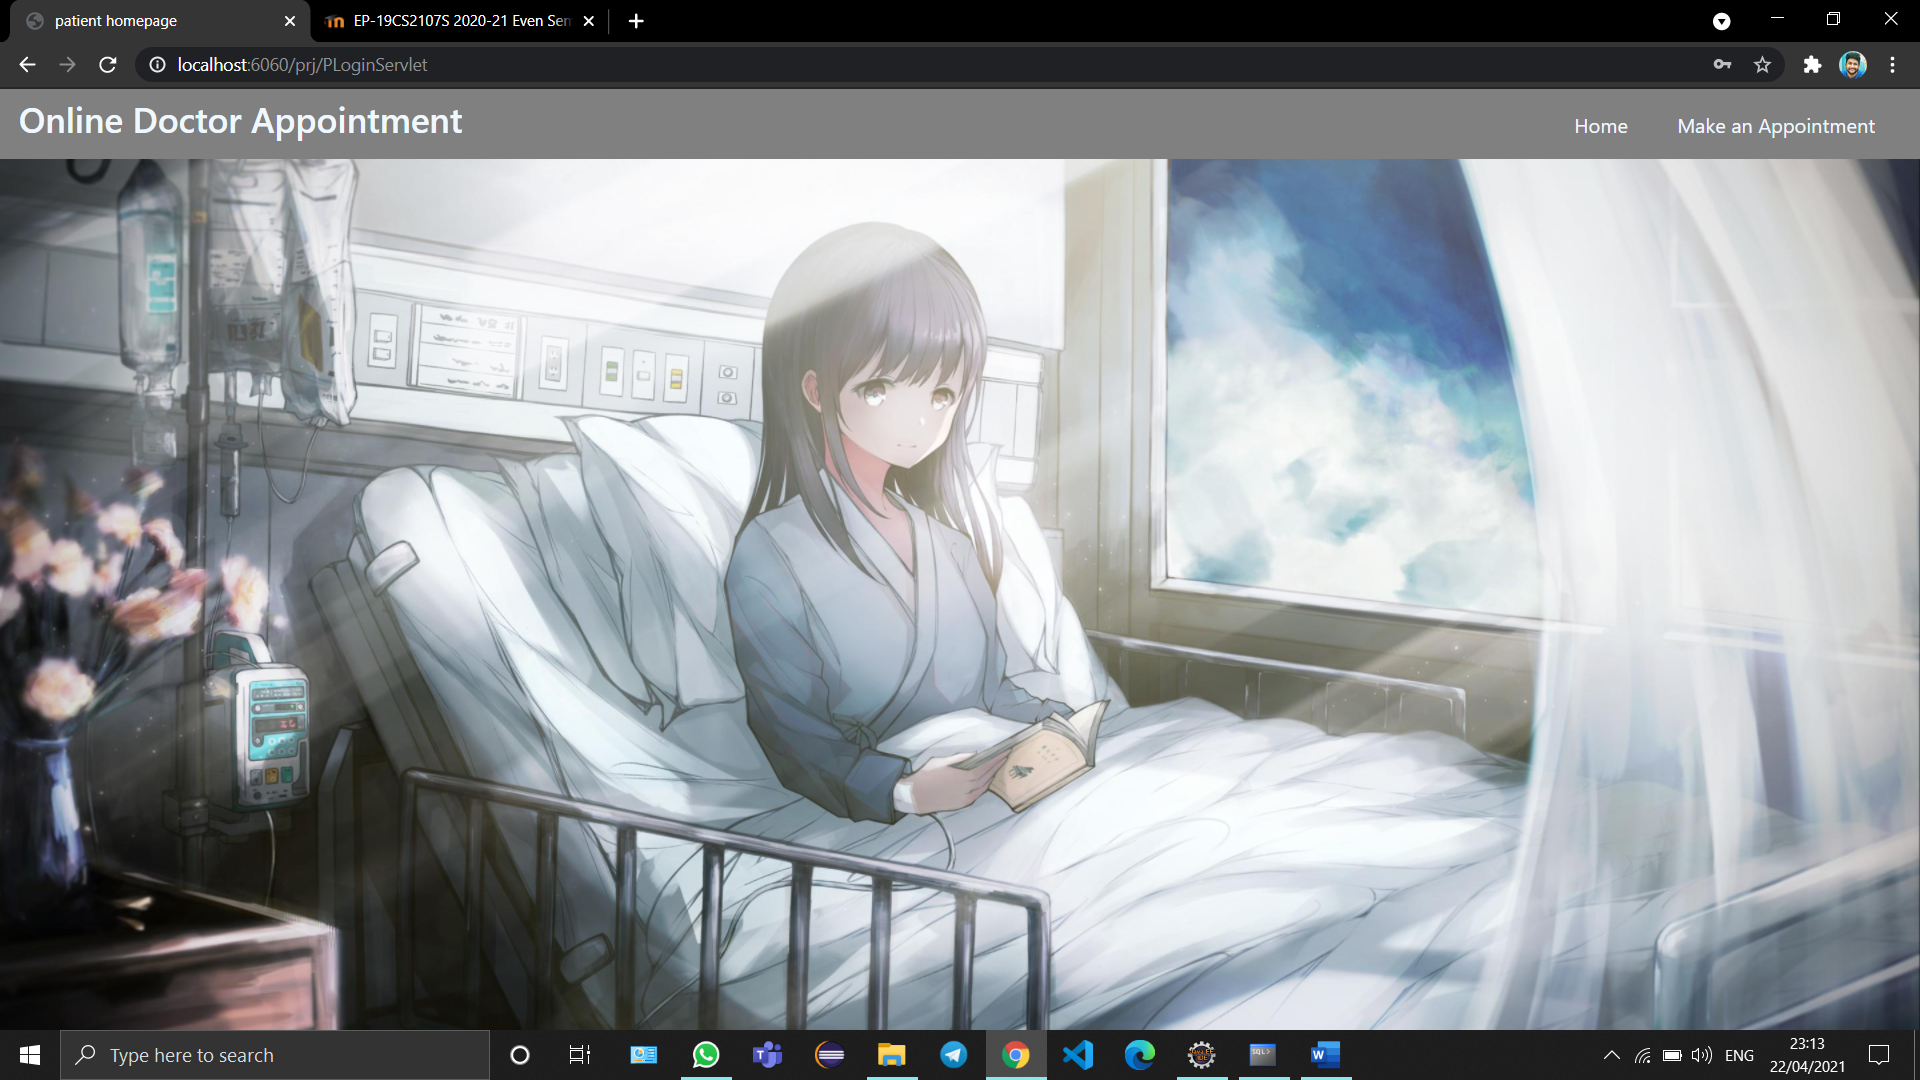 patient homepage
EP-19CS2107S 2020-21 Even Sem
localhost:6060/prj/PLoginServlet
Online Doctor Appointment
Home
Make an Appointment
Type here to search
ENG
23:13
22/04/2021